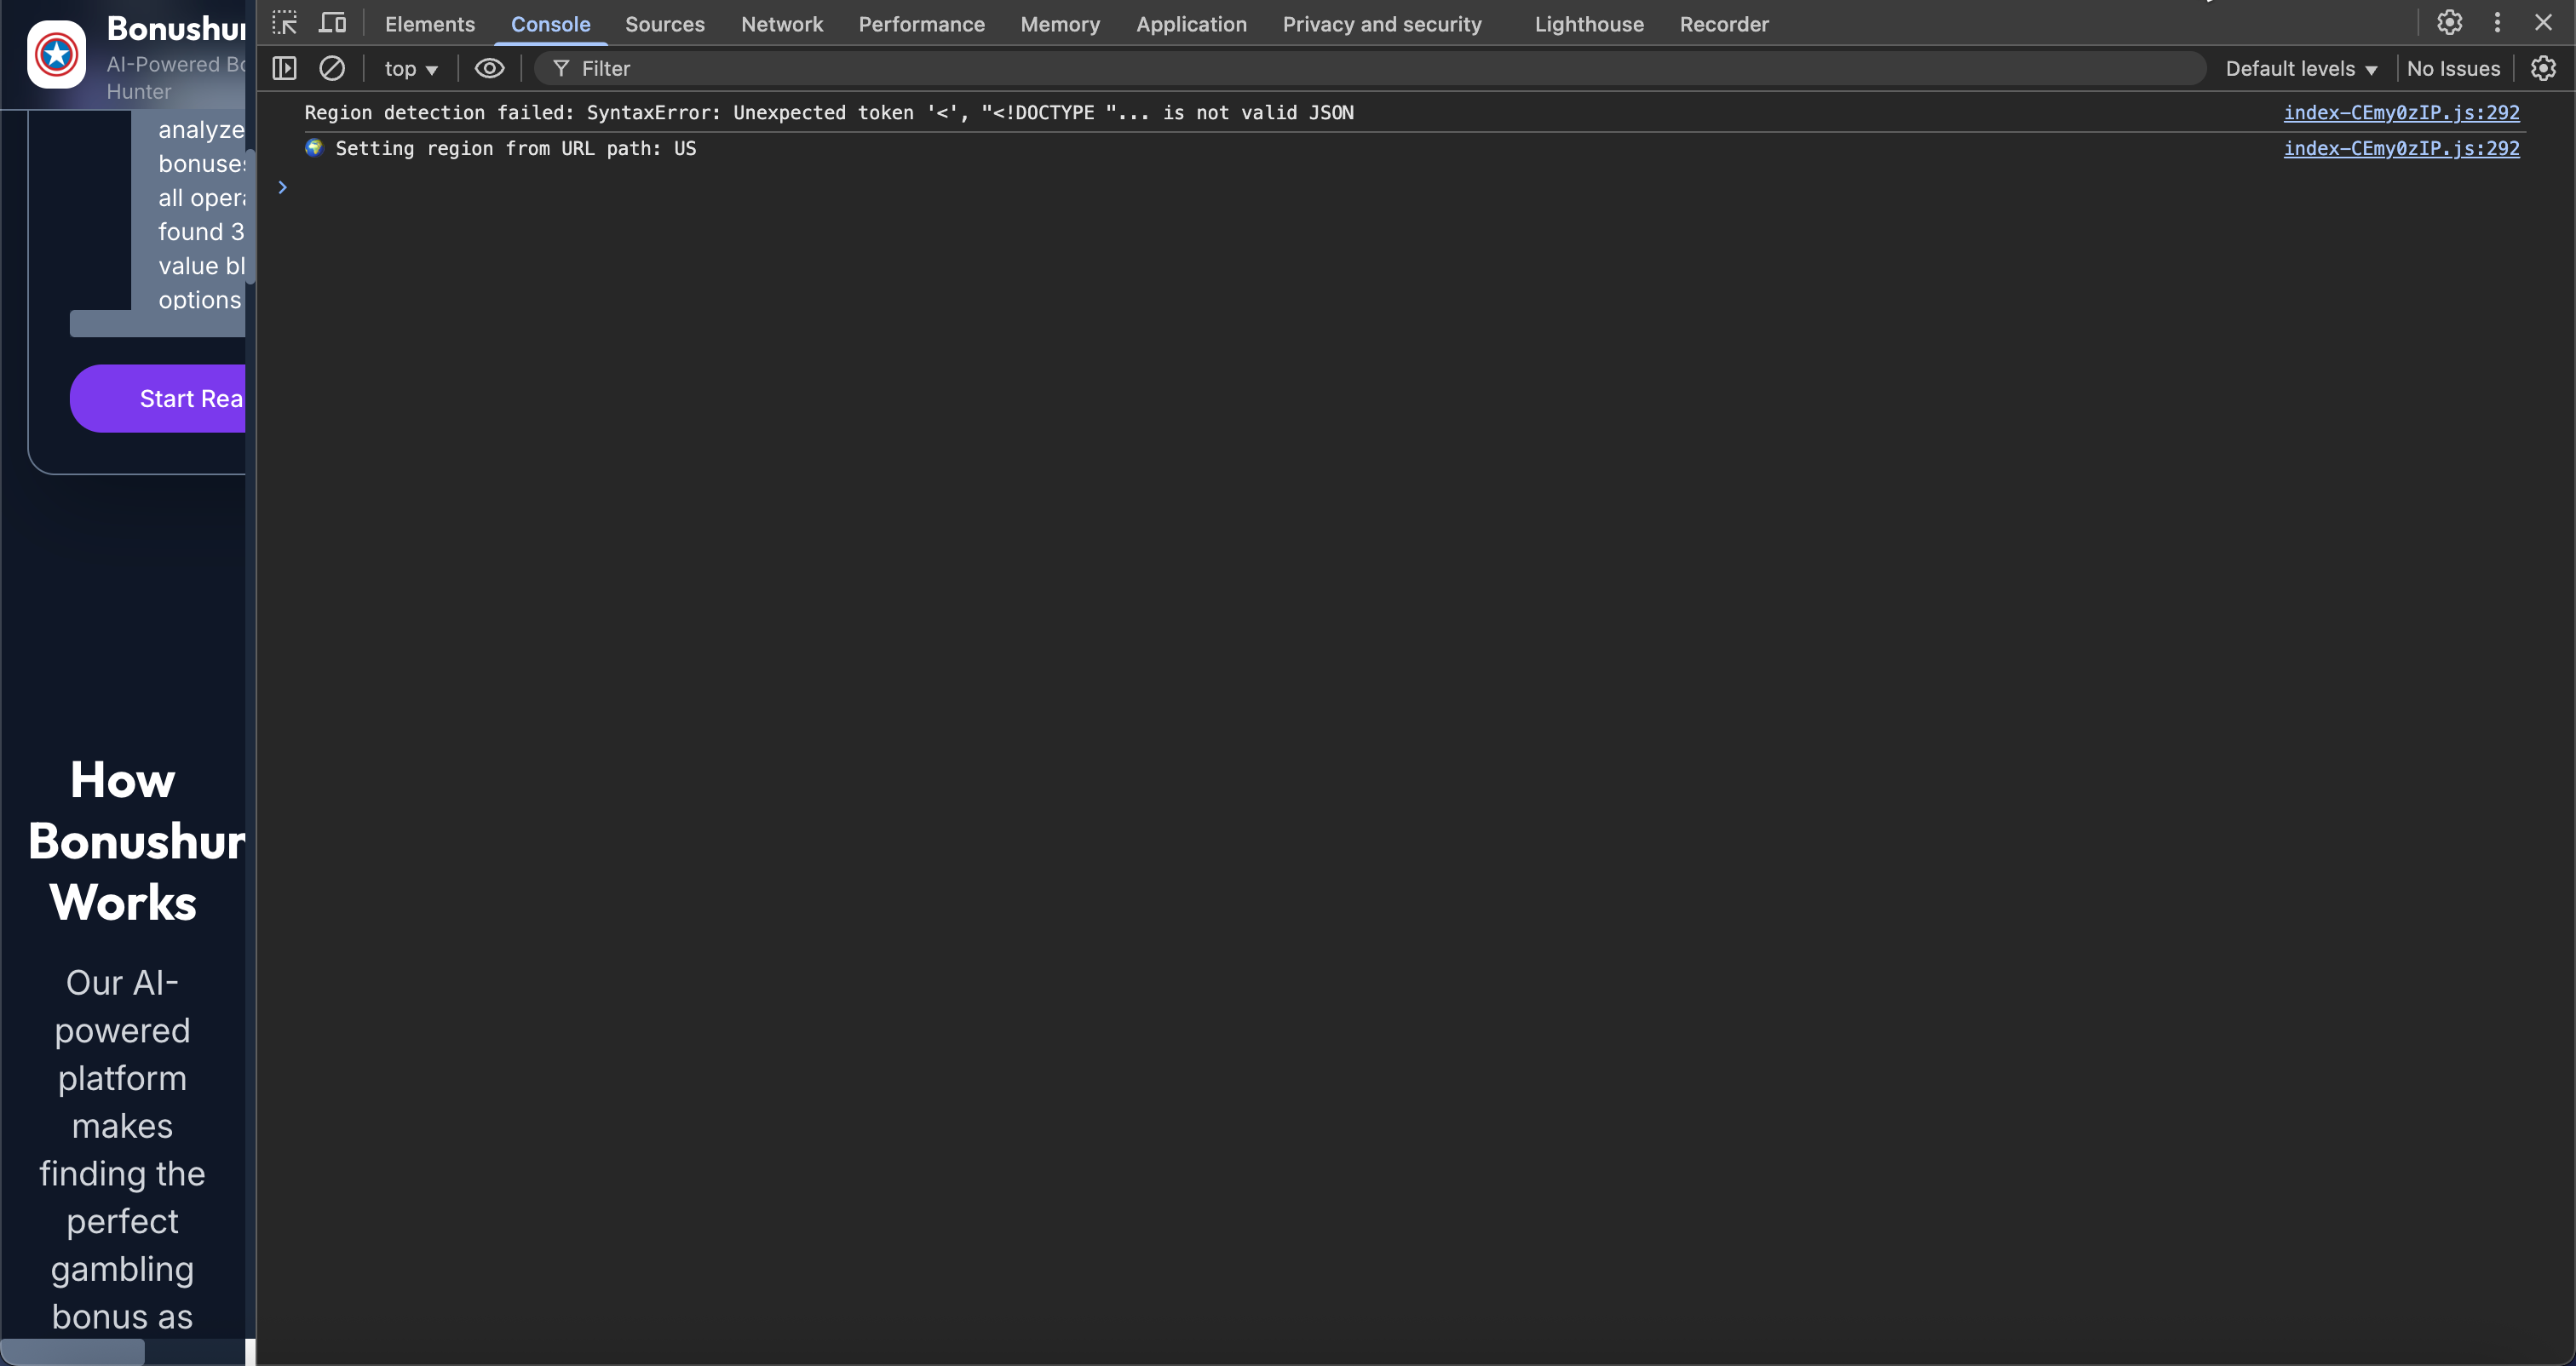 Bonushur
AI-Powered Bo
Hunter
analyze
bonuses
all opera
found 3
value bl
options
Start Rea
How
Bonushur
Works
Our AI-
powered
platform
makes
finding the
perfect
gambling
bonus as
Elements Console Sources Network Performance Memory Application Privacy and security Lighthouse Recorder
top Filter Default levels No Issues
Region detection failed: SyntaxError: Unexpected token '<', "<!DOCTYPE "... is not valid JSON index-CEmy0zIP.js:292
🌍 Setting region from URL path: US index-CEmy0zIP.js:292